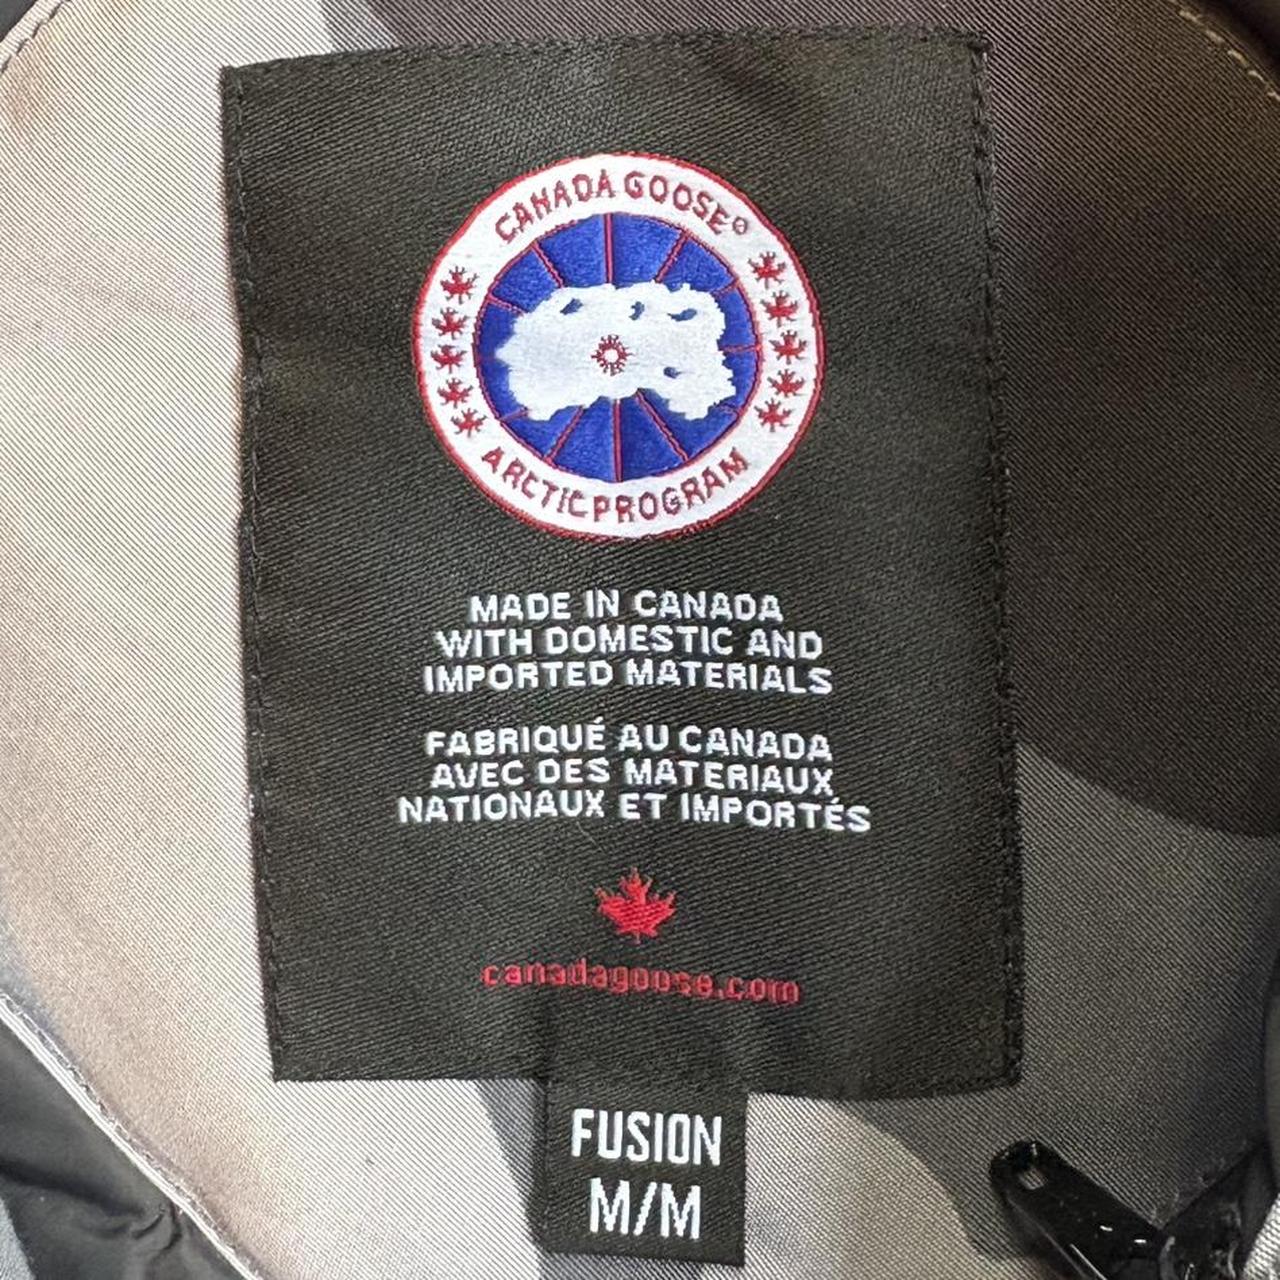 CANADA GOOSE®
ARCTIC PROGRAM
MADE IN CANADA
WITH DOMESTIC AND
IMPORTED MATERIALS
FABRIQUÉ AU CANADA
AVEC DES MATERIAUX
NATIONAUX ET IMPORTÉS
canadagoose.com
FUSION
M/M